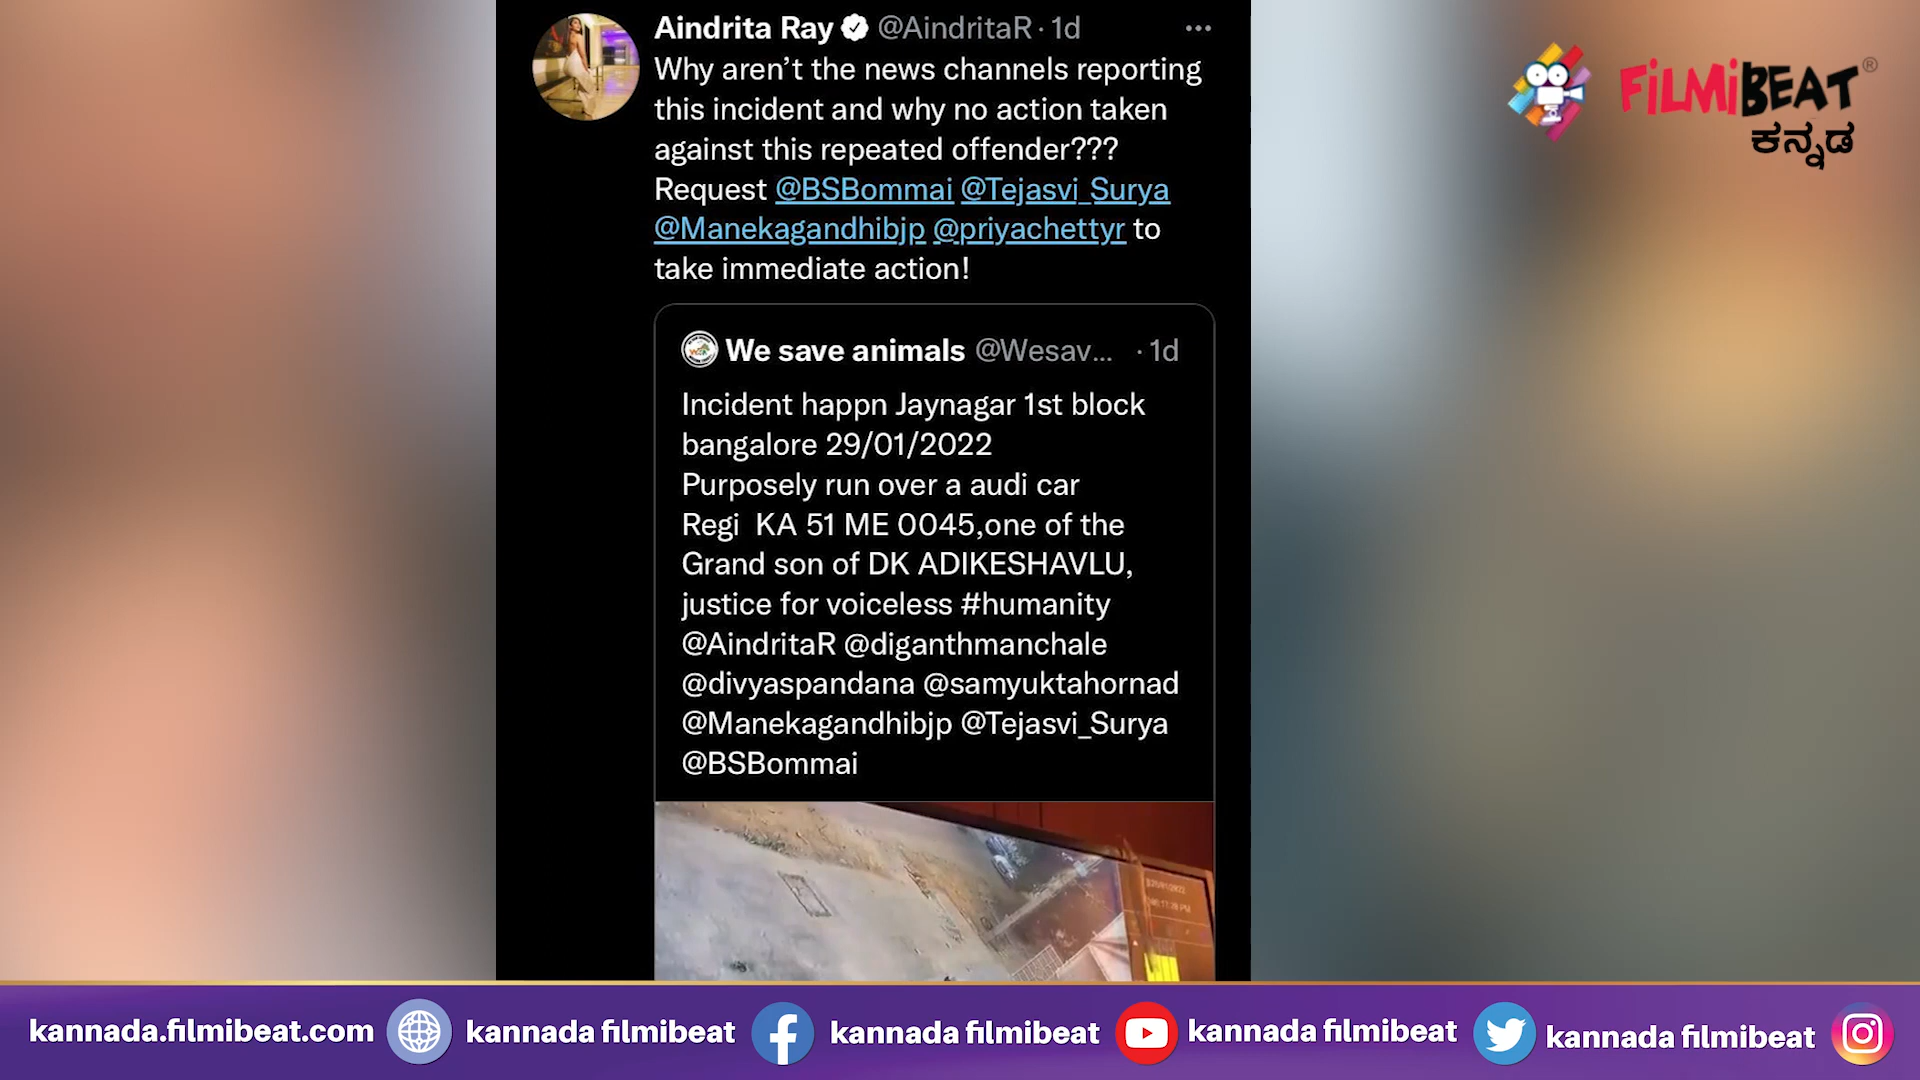 Aindrita Ray @AindritaR · 1d
Why aren’t the news channels reporting
this incident and why no action taken
against this repeated offender???
Request @BSBommai @Tejasvi_Surya
@Manekagandhibjp @priyachettyr to
take immediate action!
We save animals @Wesav... · 1d
Incident happn Jaynagar 1st block
bangalore 29/01/2022
Purposely run over a audi car
Regi KA 51 ME 0045,one of the
Grand son of DK ADIKESHAVLU,
justice for voiceless #humanity
@AindritaR @diganthmanchale
@divyaspandana @samyuktahornad
@Manekagandhibjp @Tejasvi_Surya
@BSBommai
FiLMiBEAT®
ಕನ್ನಡ
kannada.filmibeat.com
kannada filmibeat
kannada filmibeat
kannada filmibeat
kannada filmibeat